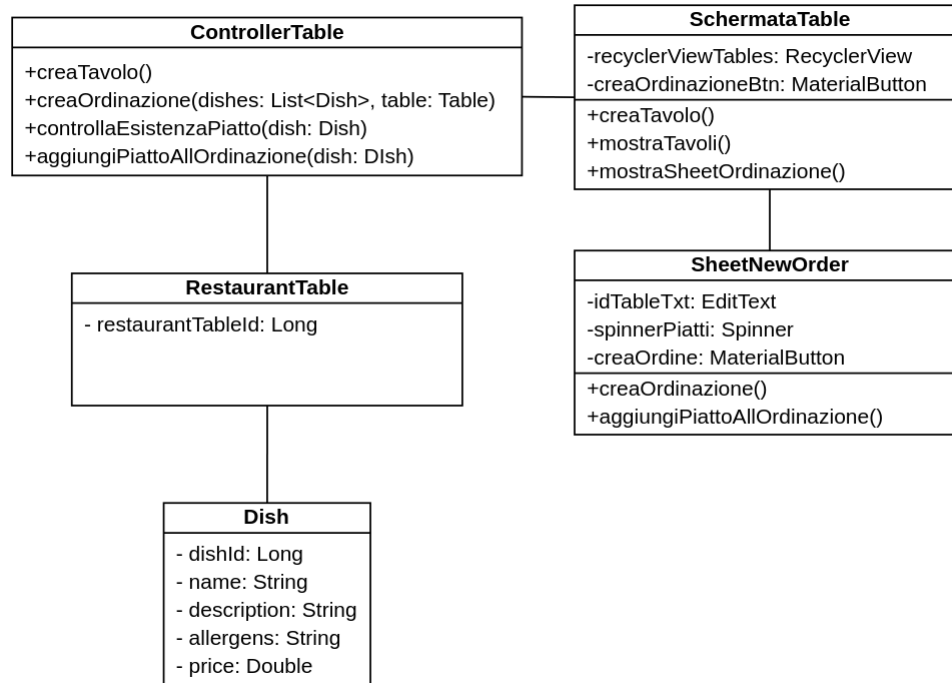 ControllerTable
+creaTavolo()
+creaOrdinazione(dishes: List<Dish>, table: Table)
+controllaEsistenzaPiatto(dish: Dish)
+aggiungiPiattoAllOrdinazione(dish: DIsh)
SchermataTable
-recyclerViewTables: RecyclerView
-creaOrdinazioneBtn: MaterialButton
+creaTavolo()
+mostraTavoli()
+mostraSheetOrdinazione()
RestaurantTable
- restaurantTableId: Long
SheetNewOrder
-idTableTxt: EditText
-spinnerPiatti: Spinner
-creaOrdine: MaterialButton
+creaOrdinazione()
+aggiungiPiattoAllOrdinazione()
Dish
- dishId: Long
- name: String
- description: String
- allergens: String
- price: Double